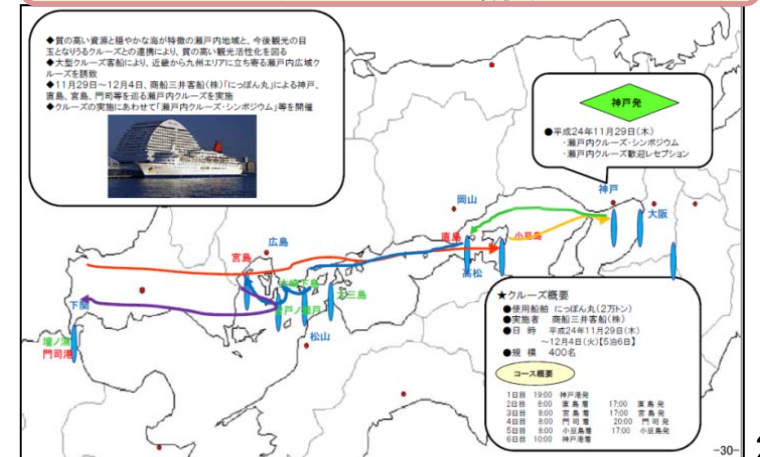 ◆質の高い資源と穏やかな海が特徴の瀬戸内地域と、今後観光の目
玉となりうるクルーズとの連携により、質の高い観光活性化を図る
◆大型クルーズ客船により、近畿から九州エリアに立ち寄る瀬戸内広域ク
ルーズを誘致
◆11月29日~12月4日、商船三井客船(株)「にっぽん丸」による神戸、
直島、宮島、門司等を巡る瀬戸内クルーズを実施
◆クルーズの実施にあわせて「瀬戸内クルーズ・シンポジウム」等を開催
神戸発
●平成24年11月29日(木)
・瀬戸内クルーズ・シンポジウム
・瀬戸内クルーズ歓迎レセプション
神戸
大阪
岡山
直島
小豆島
高松
広島
宮島
松山
下関
壇ノ浦
門司港
★クルーズ概要
●使用船舶 にっぽん丸(2万トン)
●実施者 商船三井客船(株)
●日 時 平成24年11月29日(木)
~12月4日(火)【5泊6日】
●規 模 400名
コース概要
1日目 19:00 神戸港発
2日目 8:00 直島着 17:00 直島発
3日目 8:00 宮島着 17:00 宮島発
4日目 8:00 門司着 20:00 門司発
5日目 8:00 小豆島着 17:00 小豆島発
6日目 10:00 神戸港着
-30-